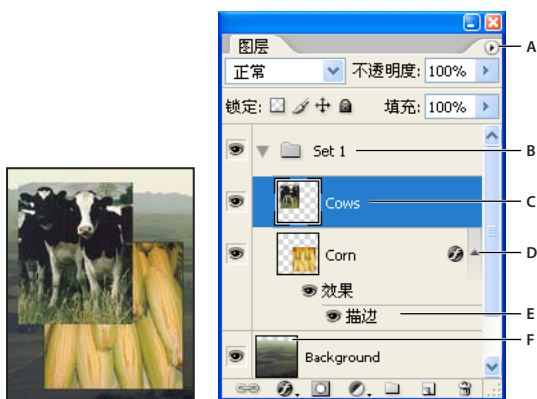 图层
A
正常 不透明度: 100%
锁定: 填充: 100%
Set 1 B
Cows C
Corn D
效果
描边 E
F
Background